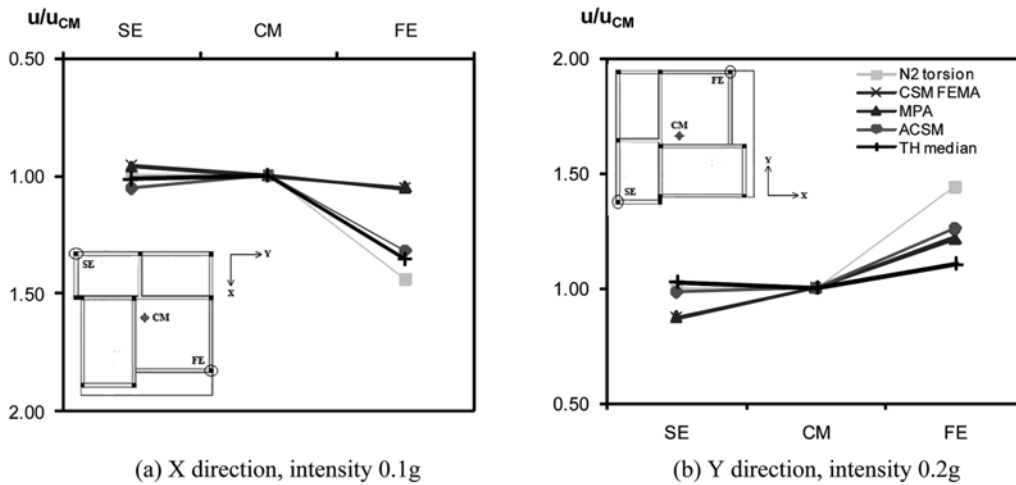 u/uCM
SE CM FE
0.50
1.00
1.50
2.00
SE
Y
X
CM
FE
(a) X direction, intensity 0.1g
u/uCM
2.00
1.50
1.00
0.50
FE
CM
Y
X
SE
N2 torsion
CSM FEMA
MPA
ACSM
TH median
SE CM FE
(b) Y direction, intensity 0.2g